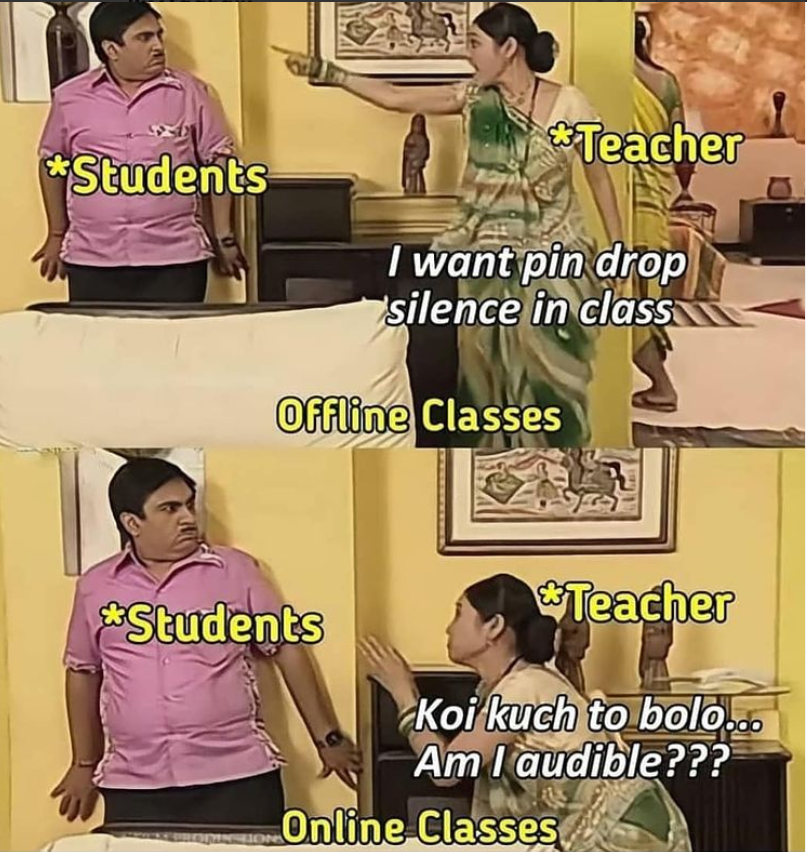 *Students
*Teacher
I want pin drop
silence in class
Offline Classes
*Students
*Teacher
Koi kuch to bolo...
Am I audible???
Online Classes